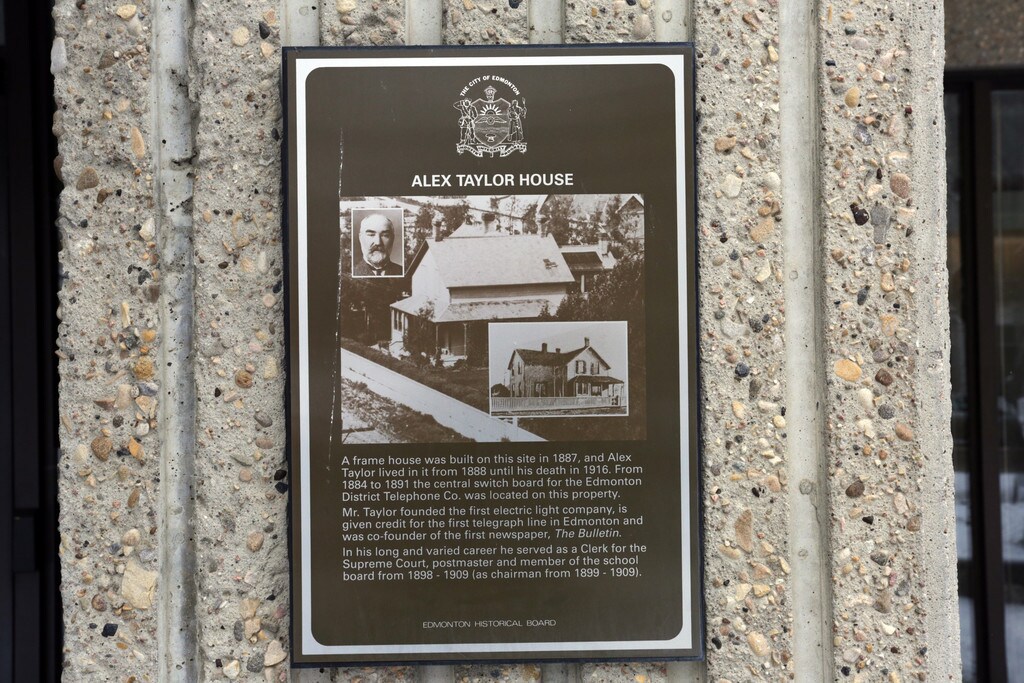 THE CITY OF EDMONTON
ALEX TAYLOR HOUSE
A frame house was built on this site in 1887, and Alex
Taylor lived in it from 1888 until his death in 1916. From
1884 to 1891 the central switch board for the Edmonton
District Telephone Co. was located on this property.
Mr. Taylor founded the first electric light company, is
given credit for the first telegraph line in Edmonton and
was co-founder of the first newspaper, The Bulletin.
In his long and varied career he served as a Clerk for the
Supreme Court, postmaster and member of the school
board from 1898 - 1909 (as chairman from 1899 - 1909).
EDMONTON HISTORICAL BOARD